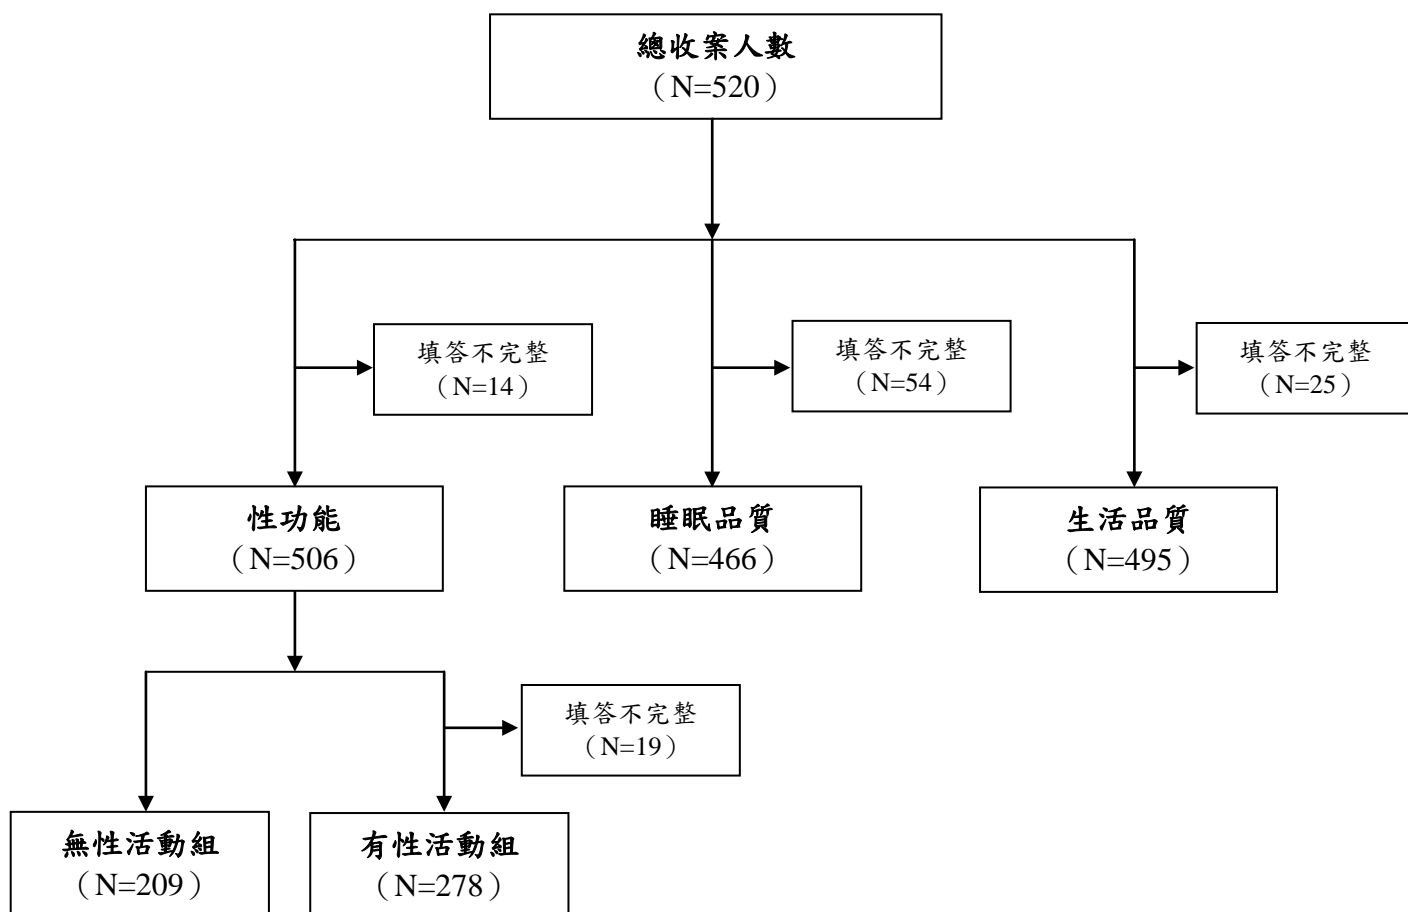 總收案人數
（N=520）
填答不完整
（N=14）
填答不完整
（N=54）
填答不完整
（N=25）
性功能
（N=506）
睡眠品質
（N=466）
生活品質
（N=495）
填答不完整
（N=19）
無性活動組
（N=209）
有性活動組
（N=278）